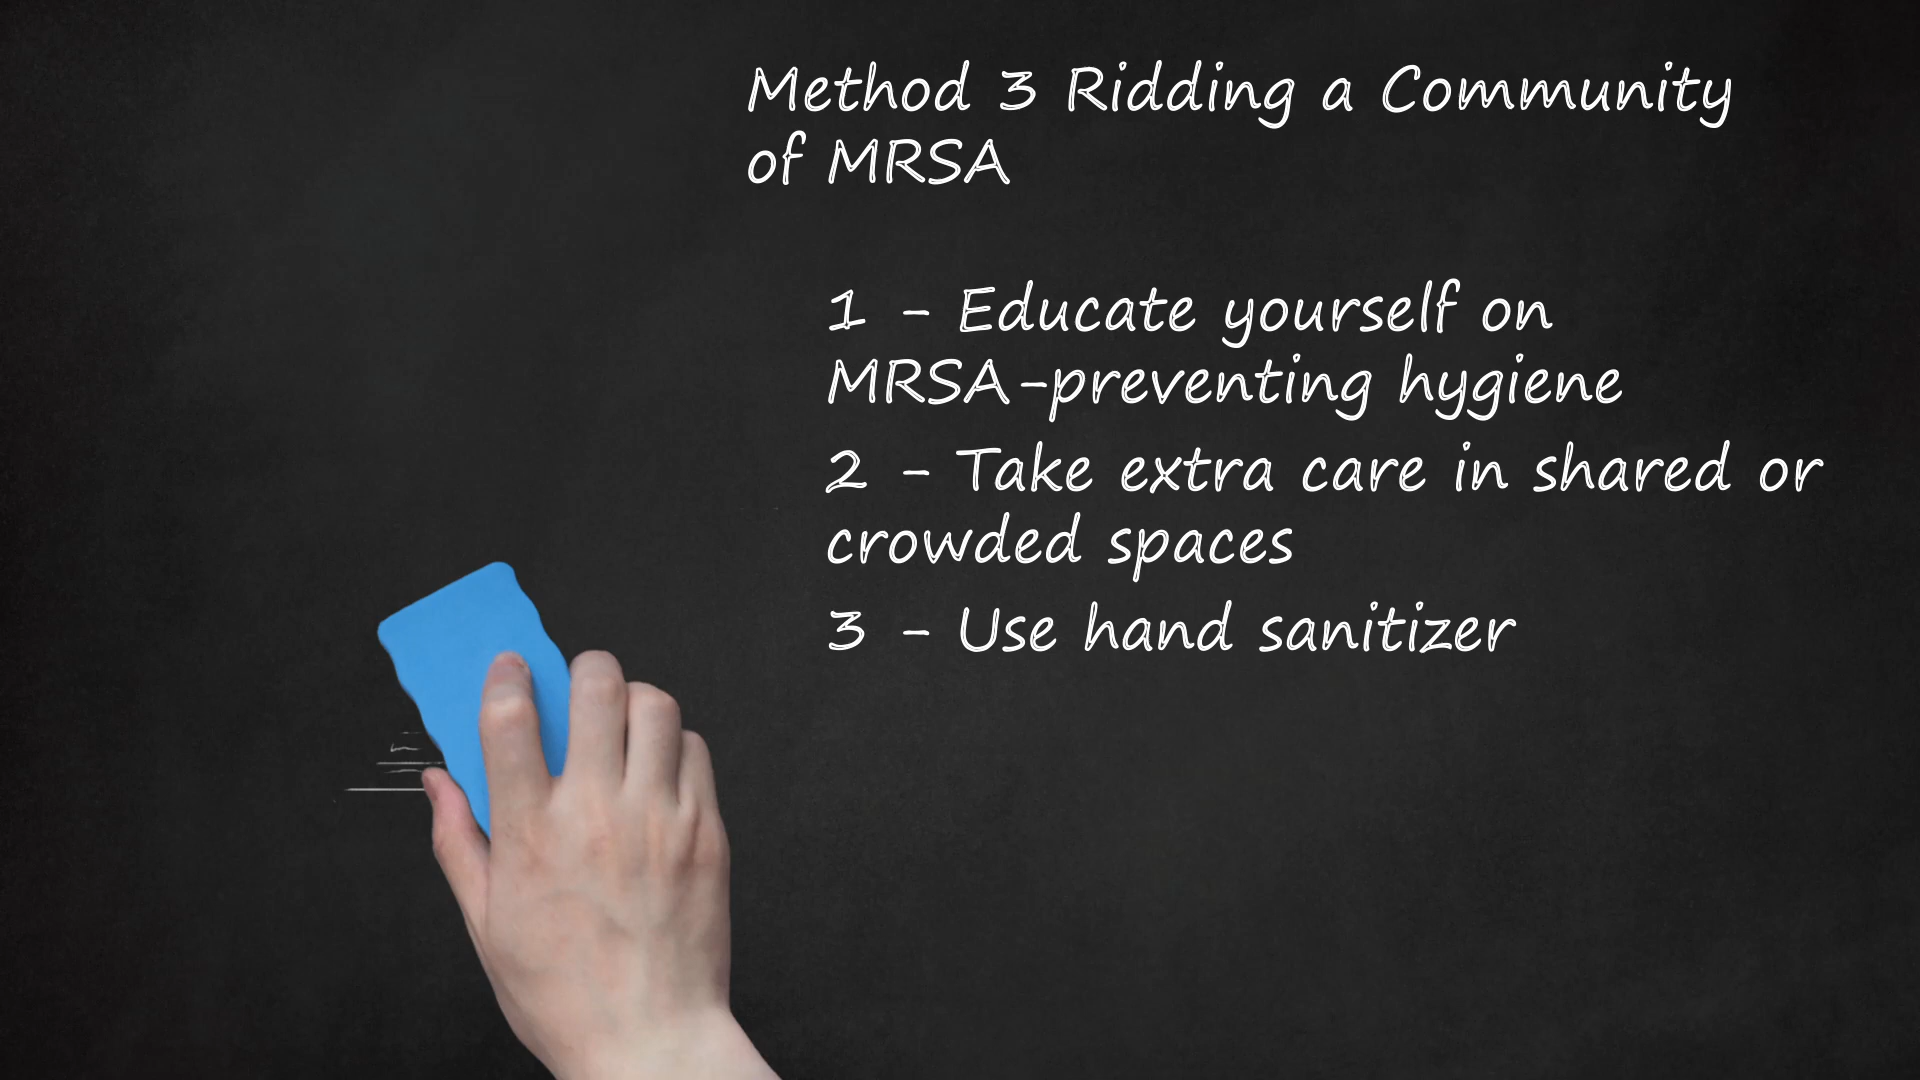 Method 3 Ridding a Community
of MRSA
1 - Educate yourself on
MRSA-preventing hygiene
2 - Take extra care in shared or
crowded spaces
3 - Use hand sanitizer